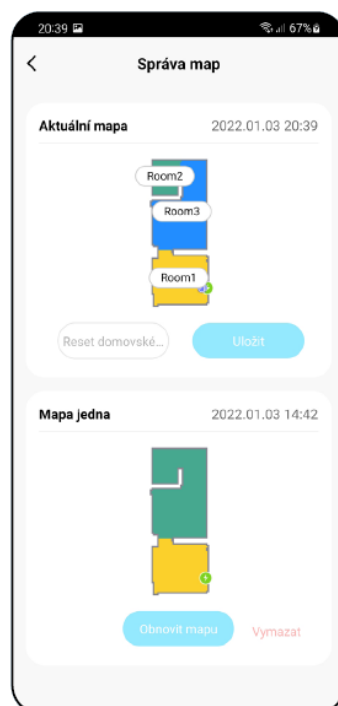 20:39 67%
Správa map
Aktuální mapa 2022.01.03 20:39
Room2
Room3
Room1
Reset domovské... Uložit
Mapa jedna 2022.01.03 14:42
Obnovit mapu Vymazat